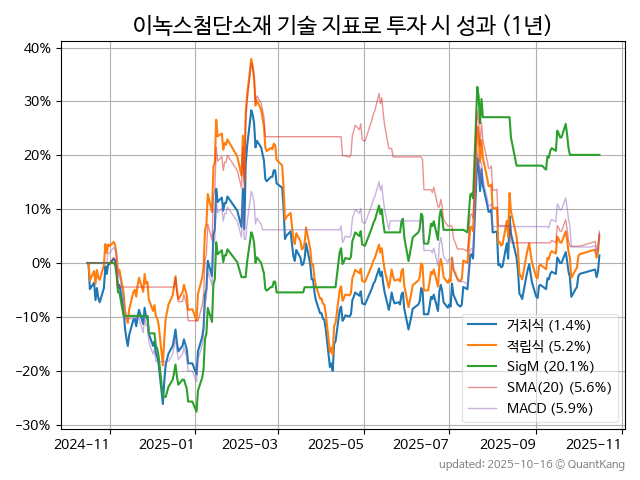 이녹스첨단소재 기술 지표로 투자 시 성과 (1년)
40%
30%
20%
10%
0%
−10%
−20%
−30%
2024-11
2025-01
2025-03
2025-05
2025-07
2025-09
2025-11
거치식 (1.4%)
적립식 (5.2%)
SigM (20.1%)
SMA(20) (5.6%)
MACD (5.9%)
updated: 2025-10-16 © QuantKang